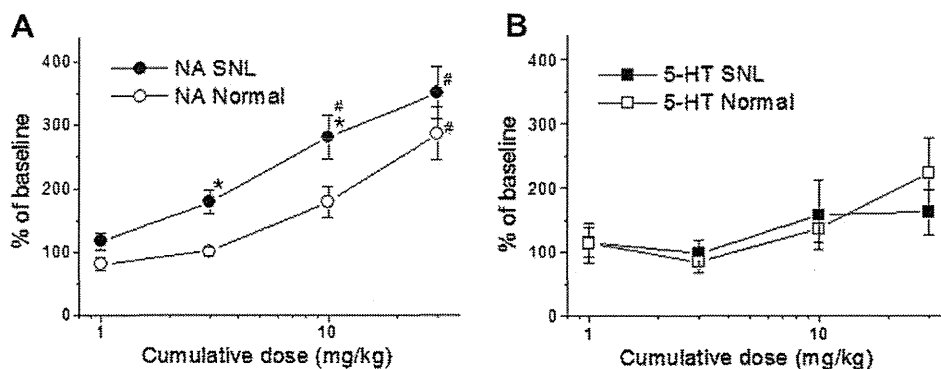 A
% of baseline
400
300
200
100
0
NA SNL
NA Normal
*
#
*
#
#
1
10
Cumulative dose (mg/kg)
B
% of baseline
400
300
200
100
0
5-HT SNL
5-HT Normal
1
10
Cumulative dose (mg/kg)